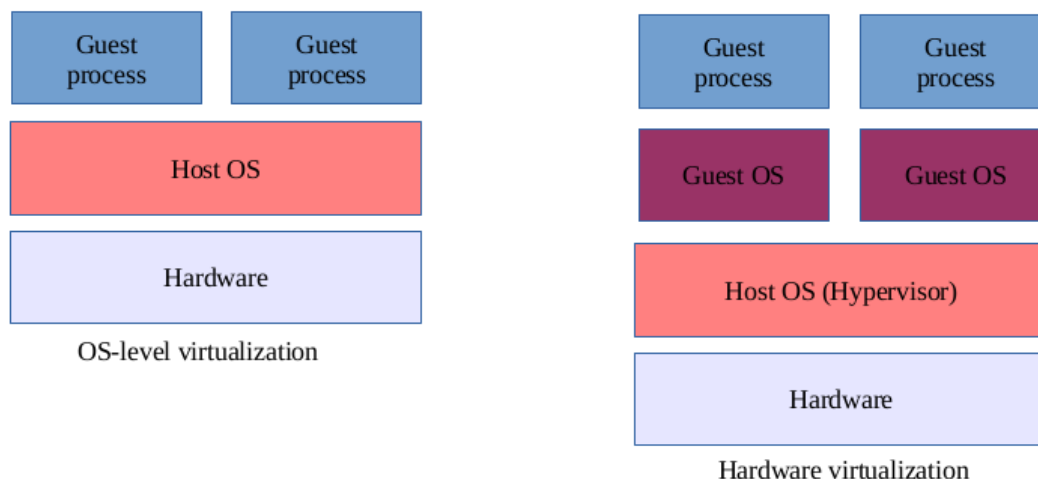 Guest
process
Guest
process
Host OS
Hardware
OS-level virtualization
Guest
process
Guest
process
Guest OS
Guest OS
Host OS (Hypervisor)
Hardware
Hardware virtualization